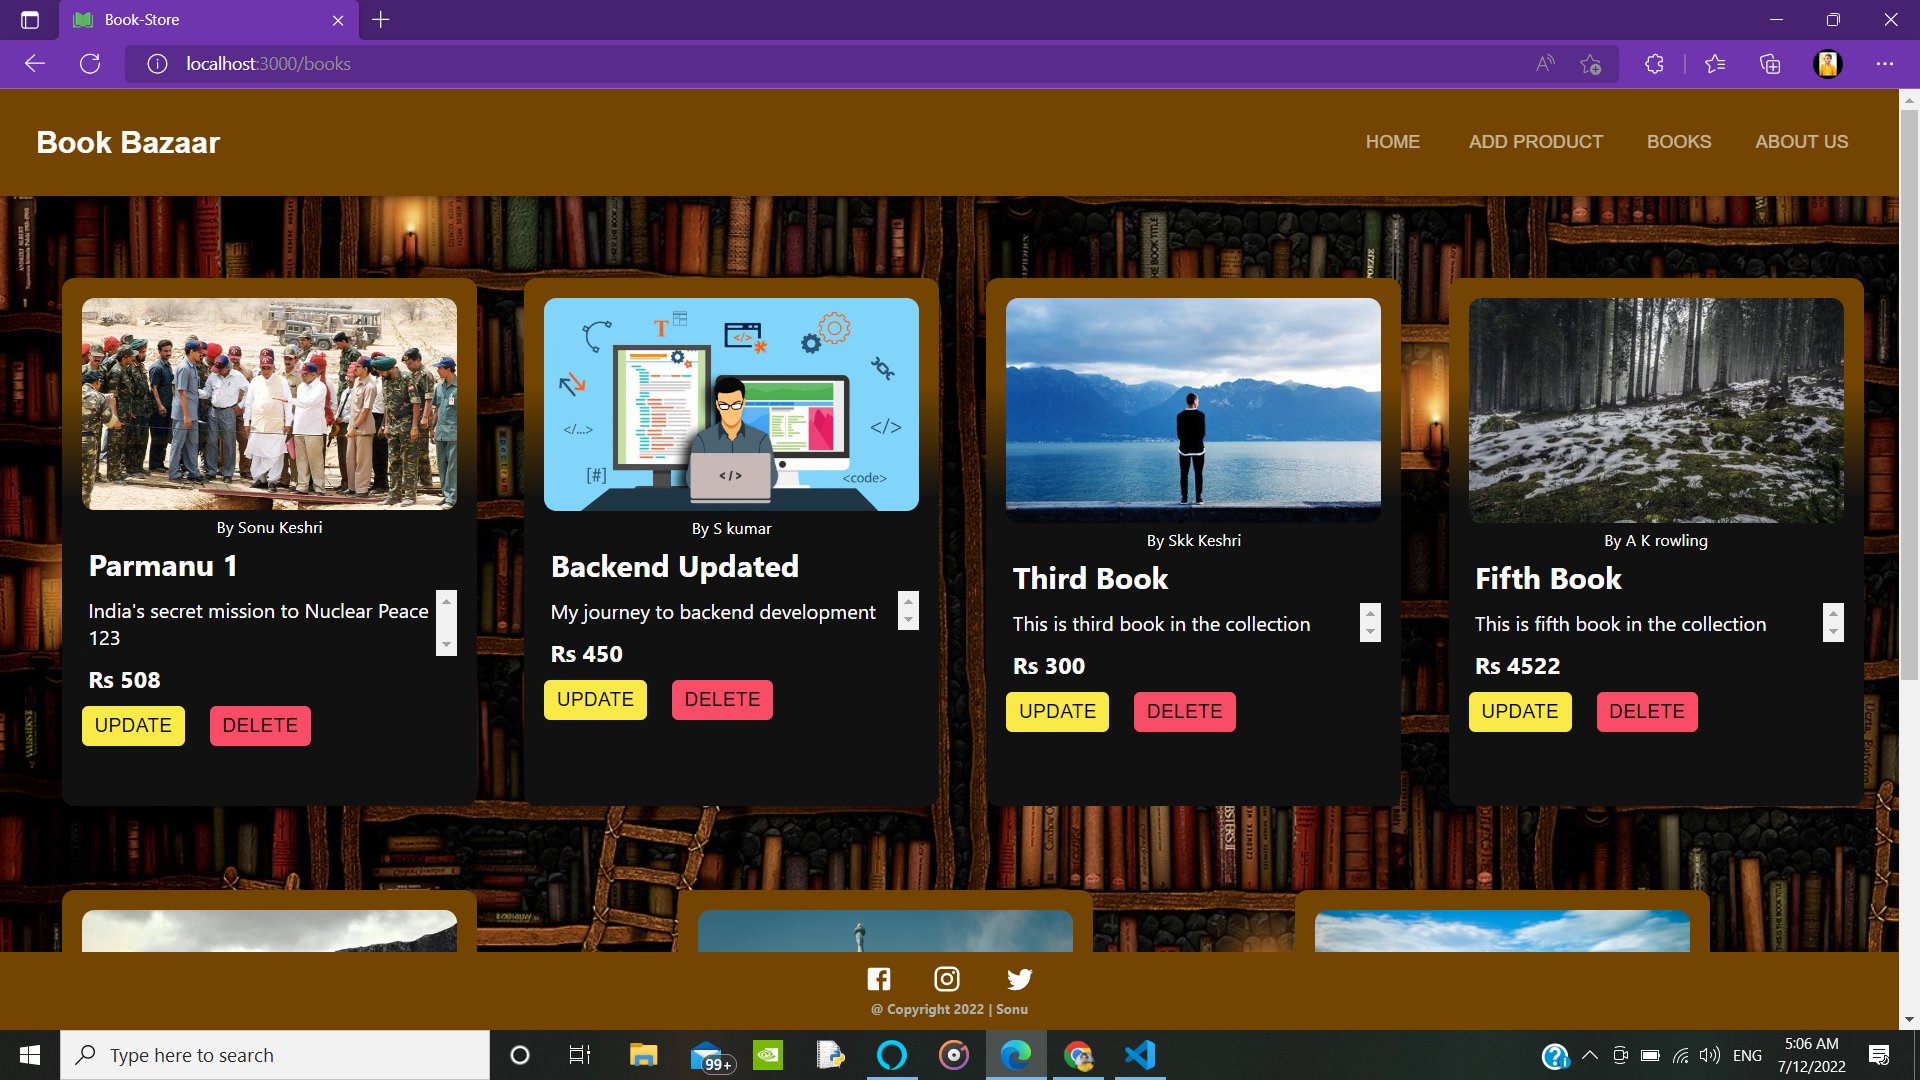 Book-Store
localhost:3000/books
Book Bazaar
HOME ADD PRODUCT BOOKS ABOUT US
T
</>
</...>
</>
[#]
</>
<code>
By Sonu Keshri
Parmanu 1
India's secret mission to Nuclear Peace
123
Rs 508
UPDATE DELETE
By S kumar
Backend Updated
My journey to backend development
Rs 450
UPDATE DELETE
By Skk Keshri
Third Book
This is third book in the collection
Rs 300
UPDATE DELETE
By A K rowling
Fifth Book
This is fifth book in the collection
Rs 4522
UPDATE DELETE
@ Copyright 2022 | Sonu
Type here to search
99+
ENG
5:06 AM
7/12/2022